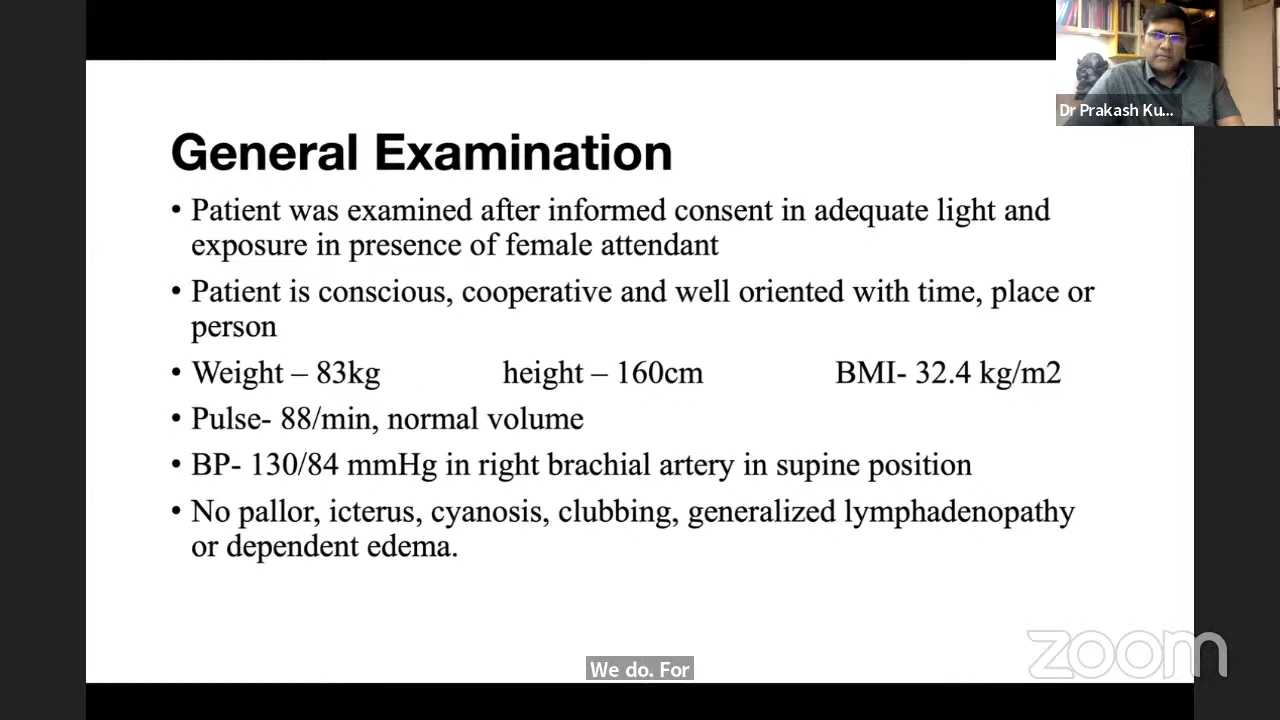 Dr Prakash Ku...
General Examination
• Patient was examined after informed consent in adequate light and
exposure in presence of female attendant
• Patient is conscious, cooperative and well oriented with time, place or
person
• Weight – 83kg height – 160cm BMI- 32.4 kg/m2
• Pulse- 88/min, normal volume
• BP- 130/84 mmHg in right brachial artery in supine position
• No pallor, icterus, cyanosis, clubbing, generalized lymphadenopathy
or dependent edema.
zoom
We do. For